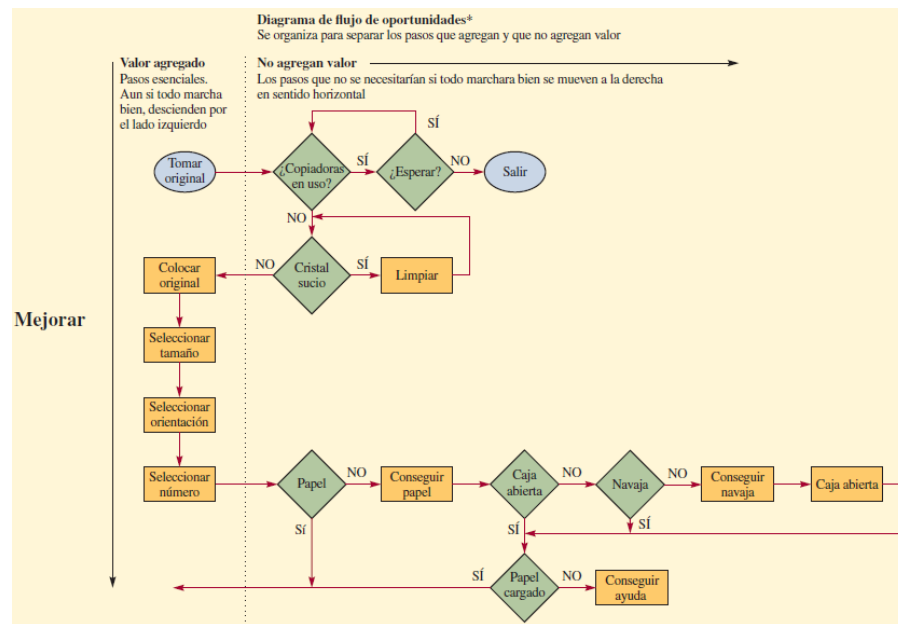 Diagrama de flujo de oportunidades*
Se organiza para separar los pasos que agregan y que no agregan valor
Valor agregado
Pasos esenciales.
Aun si todo marcha
bien, descienden por
el lado izquierdo
No agregan valor
Los pasos que no se necesitarían si todo marchara bien se mueven a la derecha
en sentido horizontal
SÍ
Tomar
original
¿Copiadoras
en uso?
SÍ
¿Esperar?
NO
Salir
NO
Colocar
original
NO
Cristal
sucio
SÍ
Limpiar
Mejorar
Seleccionar
tamaño
Seleccionar
orientación
Seleccionar
número
Papel
NO
Conseguir
papel
Caja
abierta
NO
Navaja
NO
Conseguir
navaja
Caja abierta
Sí
SÍ
SÍ
SÍ
Papel
cargado
NO
Conseguir
ayuda